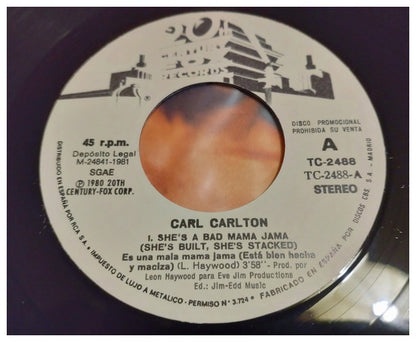 20th
CENTURY
FOX
RECORDS
45 r.p.m.
Depósito Legal
M-24841-1981
SGAE
℗ 1980 20TH
CENTURY-FOX CORP.
DISCO PROMOCIONAL
PROHIBIDA SU VENTA
A
TC-2488
TC-2488-A
STEREO
CARL CARLTON
1. SHE'S A BAD MAMA JAMA
(SHE'S BUILT, SHE'S STACKED)
Es una mala mama jama (Está bien hecha
y maciza) (L. Haywood) 3'58''- Prod. por
Leon Haywood para Eve Jim Productions
Ed.: Jim-Edd Music
DISTRIBUIDO EN ESPAÑA POR RCA S.A. • IMPUESTO DE LUJO A METALICO - PERMISO N° 3.724 • FABRICADO EN ESPAÑA POR DISCOS CBS S.A. - MADRID